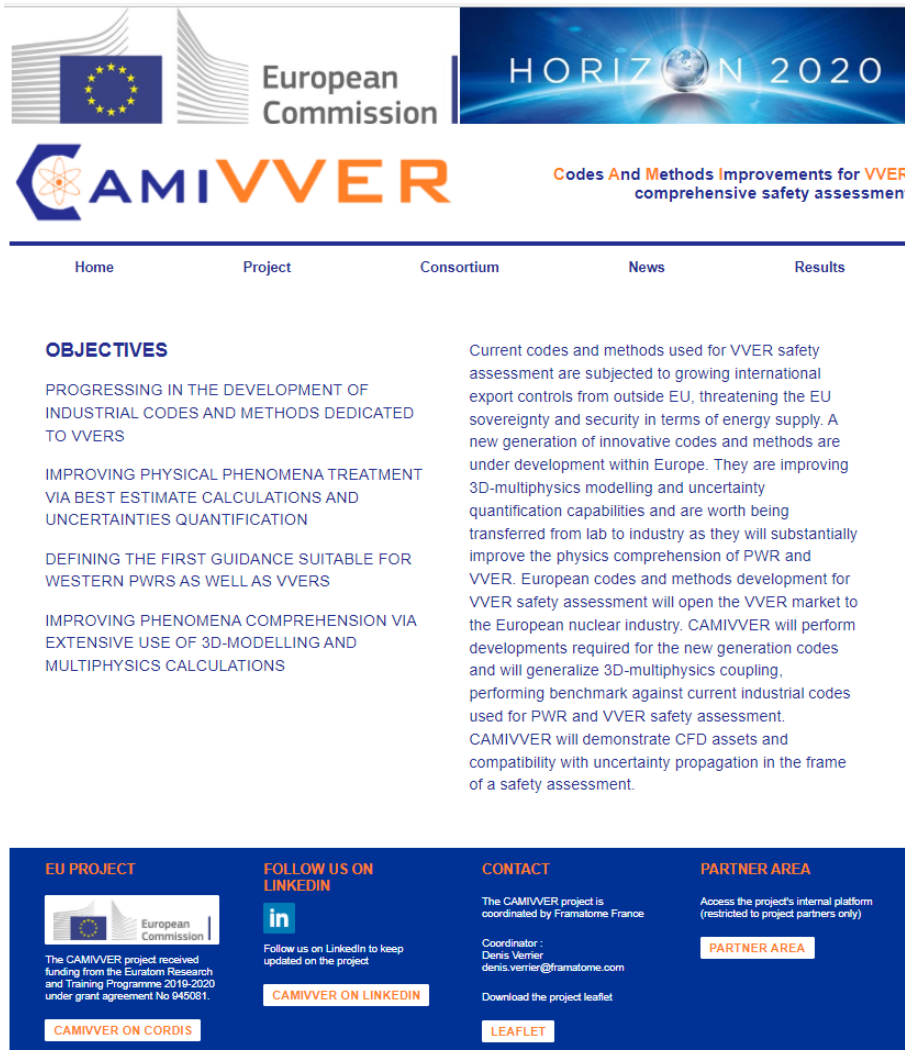 European
Commission
HORIZON 2020
CAMIVVER
Codes And Methods Improvements for VVER
comprehensive safety assessment
Home
Project
Consortium
News
Results
OBJECTIVES
PROGRESSING IN THE DEVELOPMENT OF
INDUSTRIAL CODES AND METHODS DEDICATED
TO VVERS
IMPROVING PHYSICAL PHENOMENA TREATMENT
VIA BEST ESTIMATE CALCULATIONS AND
UNCERTAINTIES QUANTIFICATION
DEFINING THE FIRST GUIDANCE SUITABLE FOR
WESTERN PWRS AS WELL AS VVERS
IMPROVING PHENOMENA COMPREHENSION VIA
EXTENSIVE USE OF 3D-MODELLING AND
MULTIPHYSICS CALCULATIONS
Current codes and methods used for VVER safety
assessment are subjected to growing international
export controls from outside EU, threatening the EU
sovereignty and security in terms of energy supply. A
new generation of innovative codes and methods are
under development within Europe. They are improving
3D-multiphysics modelling and uncertainty
quantification capabilities and are worth being
transferred from lab to industry as they will substantially
improve the physics comprehension of PWR and
VVER. European codes and methods development for
VVER safety assessment will open the VVER market to
the European nuclear industry. CAMIVVER will perform
developments required for the new generation codes
and will generalize 3D-multiphysics coupling,
performing benchmark against current industrial codes
used for PWR and VVER safety assessment.
CAMIVVER will demonstrate CFD assets and
compatibility with uncertainty propagation in the frame
of a safety assessment.
EU PROJECT
European
Commission
The CAMIVVER project received
funding from the Euratom Research
and Training Programme 2019-2020
under grant agreement No 945081.
CAMIVVER ON CORDIS
FOLLOW US ON
LINKEDIN
in
Follow us on LinkedIn to keep
updated on the project
CAMIVVER ON LINKEDIN
CONTACT
The CAMIVVER project is
coordinated by Framatome France
Coordinator :
Denis Verrier
denis.verrier@framatome.com
Download the project leaflet
LEAFLET
PARTNER AREA
Access the project's internal platform
(restricted to project partners only)
PARTNER AREA